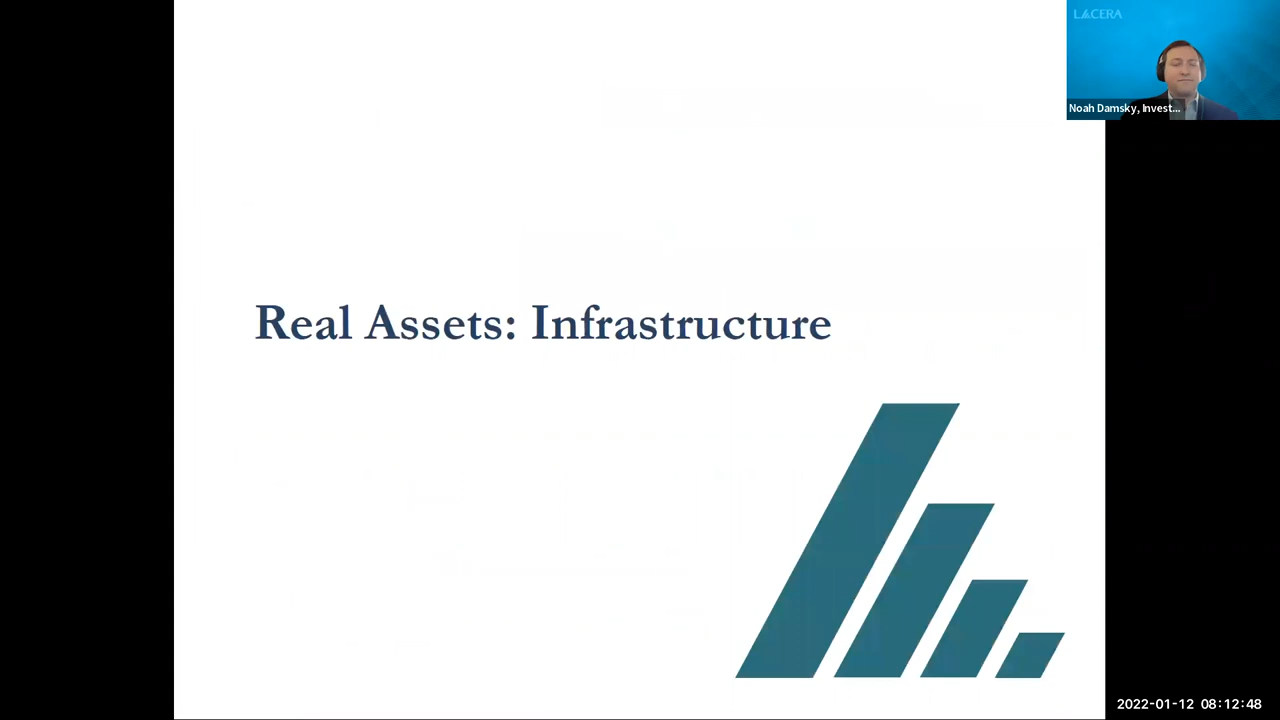 LACERA
Noah Damsky, Invest...
Real Assets: Infrastructure
2022-01-12 08:12:48